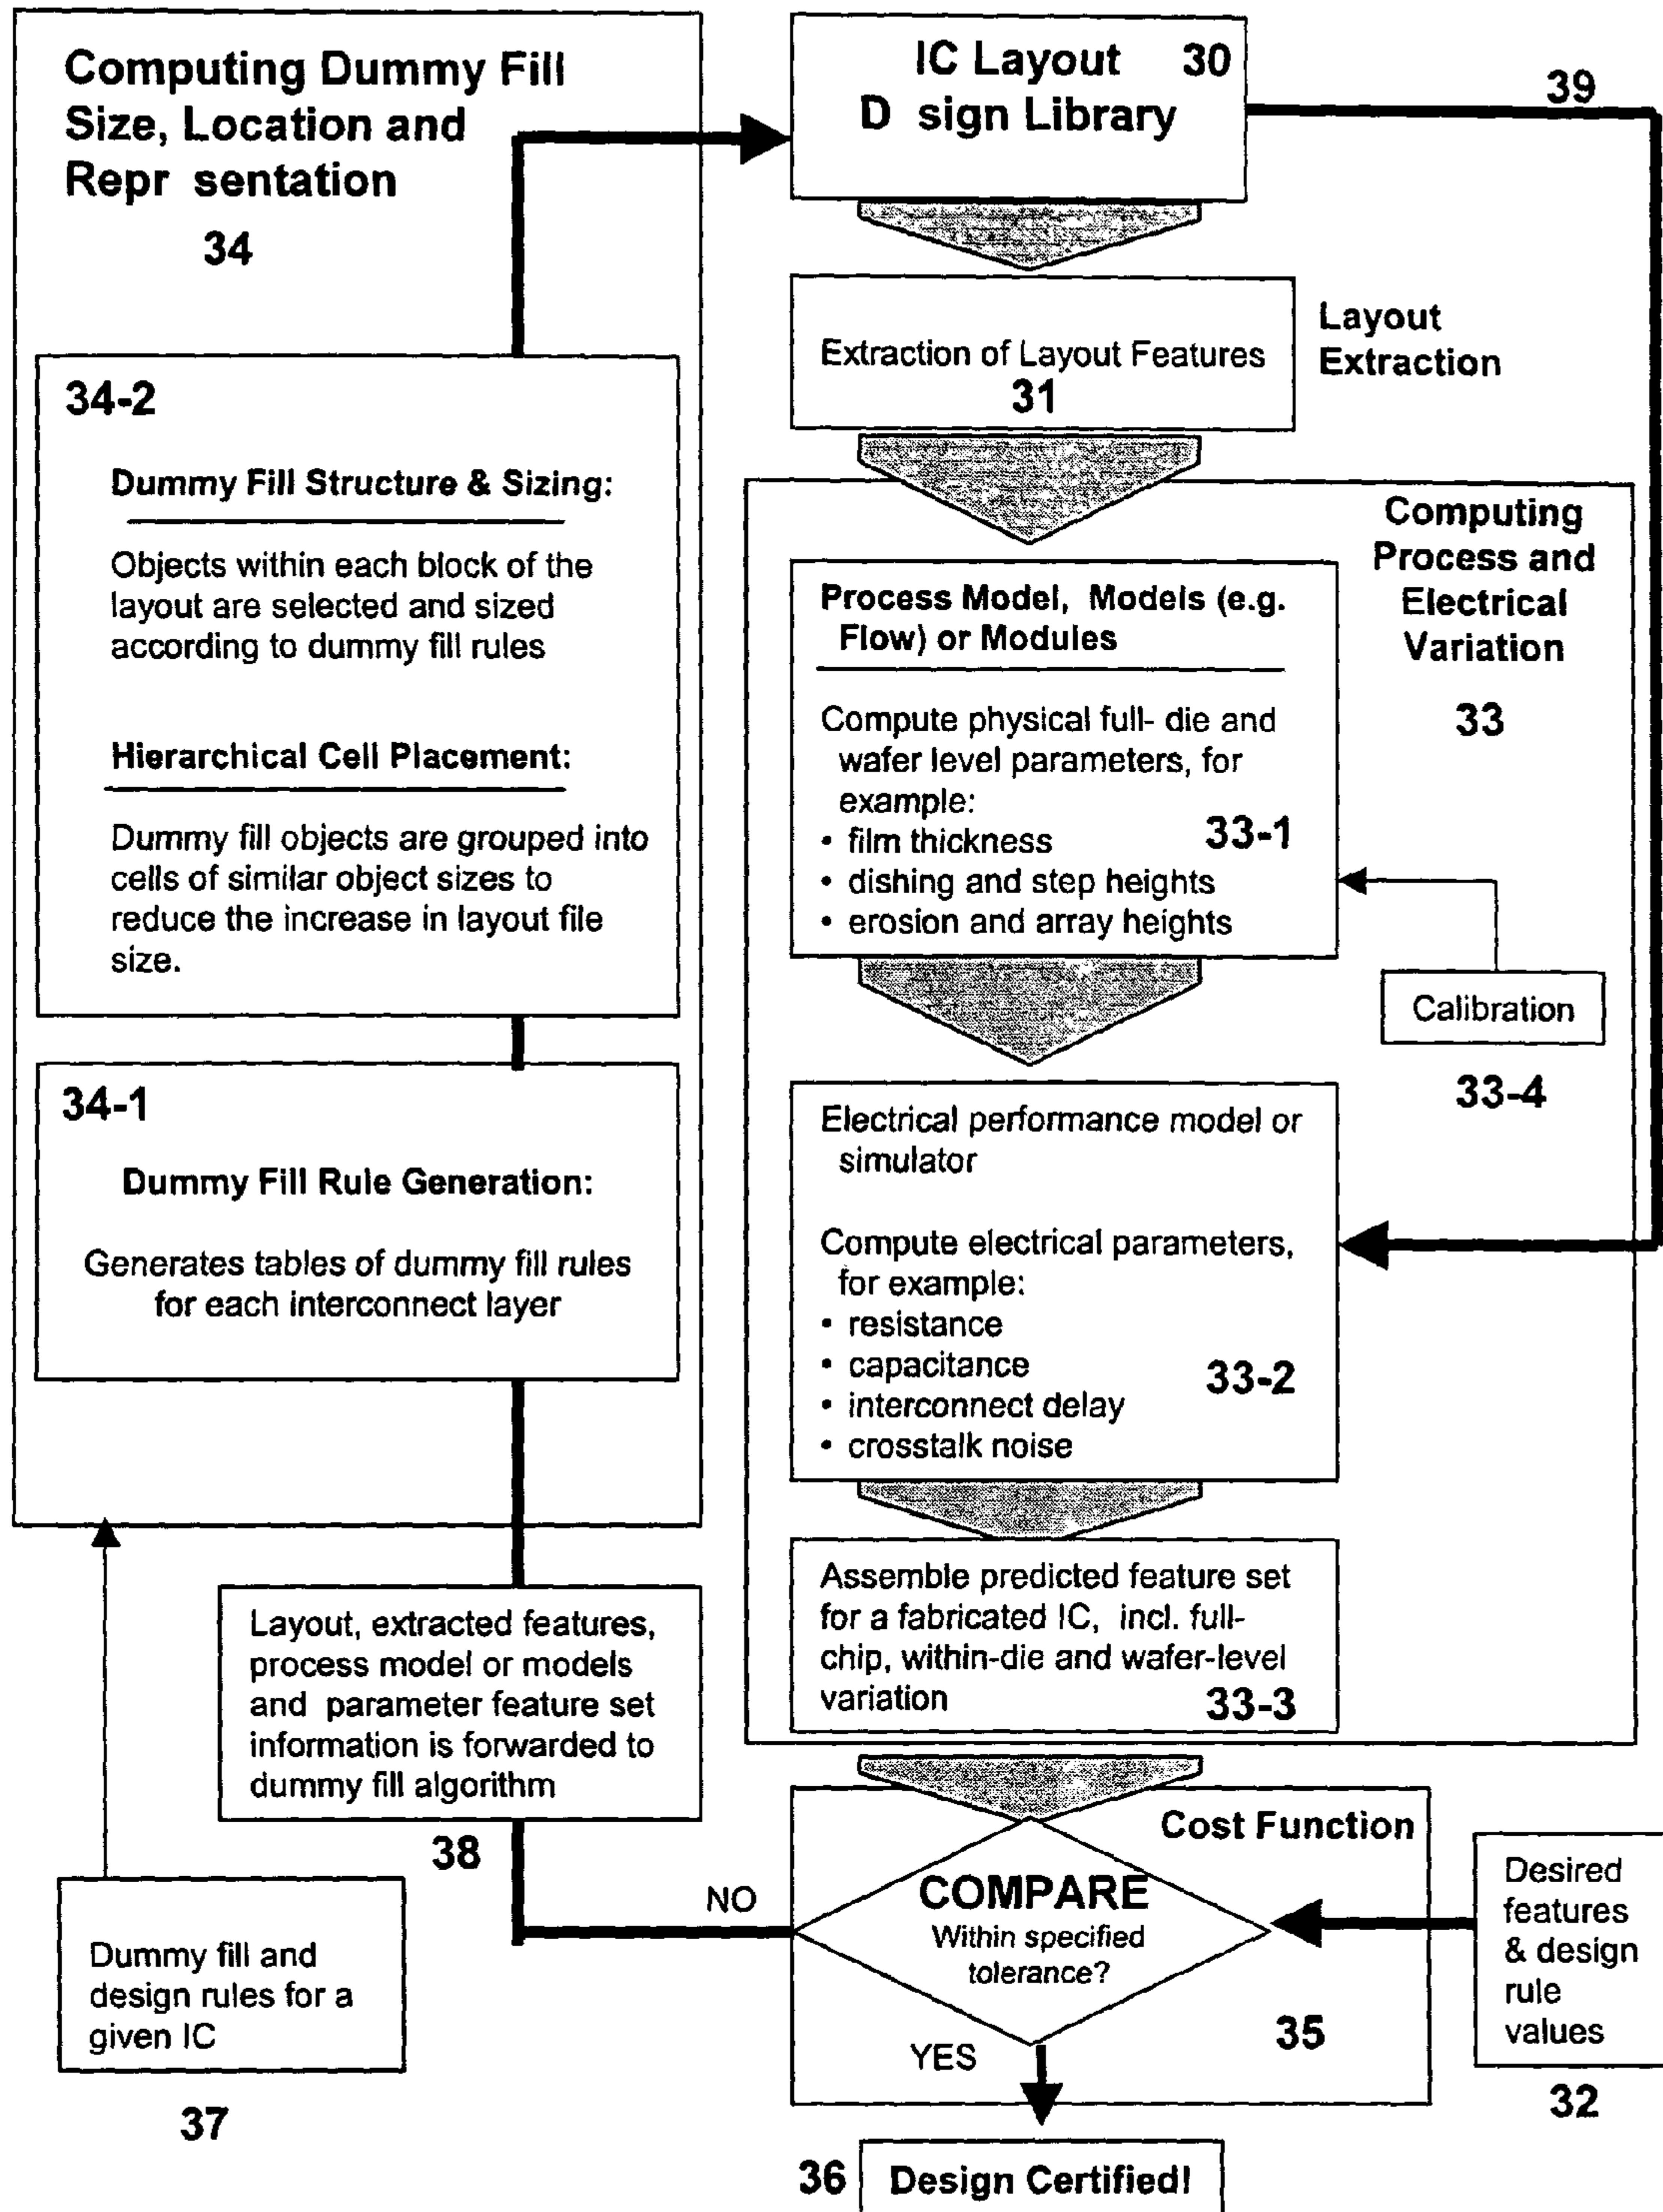 Computing Dummy Fill
Size, Location and
Repr sentation
34
34-2
Dummy Fill Structure & Sizing:
Objects within each block of the
layout are selected and sized
according to dummy fill rules
Hierarchical Cell Placement:
Dummy fill objects are grouped into
cells of similar object sizes to
reduce the increase in layout file
size.
34-1
Dummy Fill Rule Generation:
Generates tables of dummy fill rules
for each interconnect layer
Layout, extracted features,
process model or models
and parameter feature set
information is forwarded to
dummy fill algorithm
38
Dummy fill and
design rules for a
given IC
37
IC Layout 30
D sign Library
39
Extraction of Layout Features
31
Layout
Extraction
Computing
Process and
Electrical
Variation
33
Process Model, Models (e.g.
Flow) or Modules
Compute physical full- die and
wafer level parameters, for
example:
• film thickness
• dishing and step heights
• erosion and array heights
33-1
Calibration
33-4
Electrical performance model or
simulator
Compute electrical parameters,
for example:
• resistance
• capacitance
• interconnect delay
• crosstalk noise
33-2
Assemble predicted feature set
for a fabricated IC, incl. full-
chip, within-die and wafer-level
variation
33-3
Cost Function
COMPARE
Within specified
tolerance?
NO
YES
35
Desired
features
& design
rule
values
32
36
Design Certified!